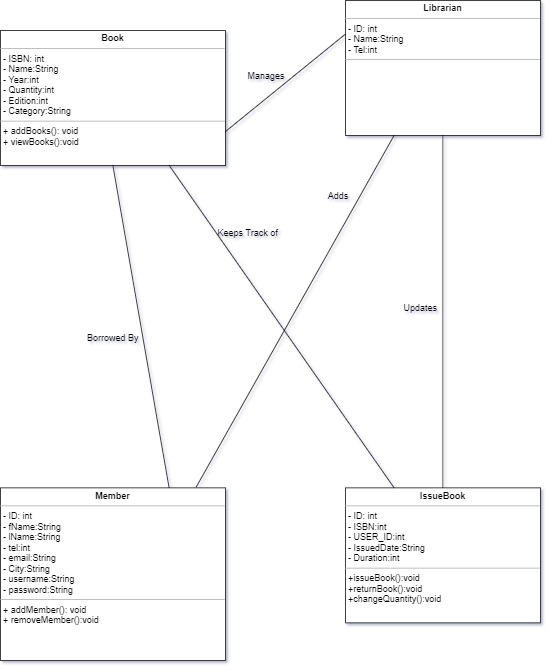 Book
- ISBN: int
- Name:String
- Year:int
- Quantity:int
- Edition:int
- Category:String
+ addBooks(): void
+ viewBooks():void
Librarian
- ID: int
- Name:String
- Tel:int
Manages
Adds
Keeps Track of
Updates
Borrowed By
Member
- ID: int
- fName:String
- lName:String
- tel:int
- email:String
- City:String
- username:String
- password:String
+ addMember(): void
+ removeMember():void
IssueBook
- ID: int
- ISBN:int
- USER_ID:int
- IssuedDate:String
- Duration:int
+issueBook():void
+returnBook():void
+changeQuantity():void